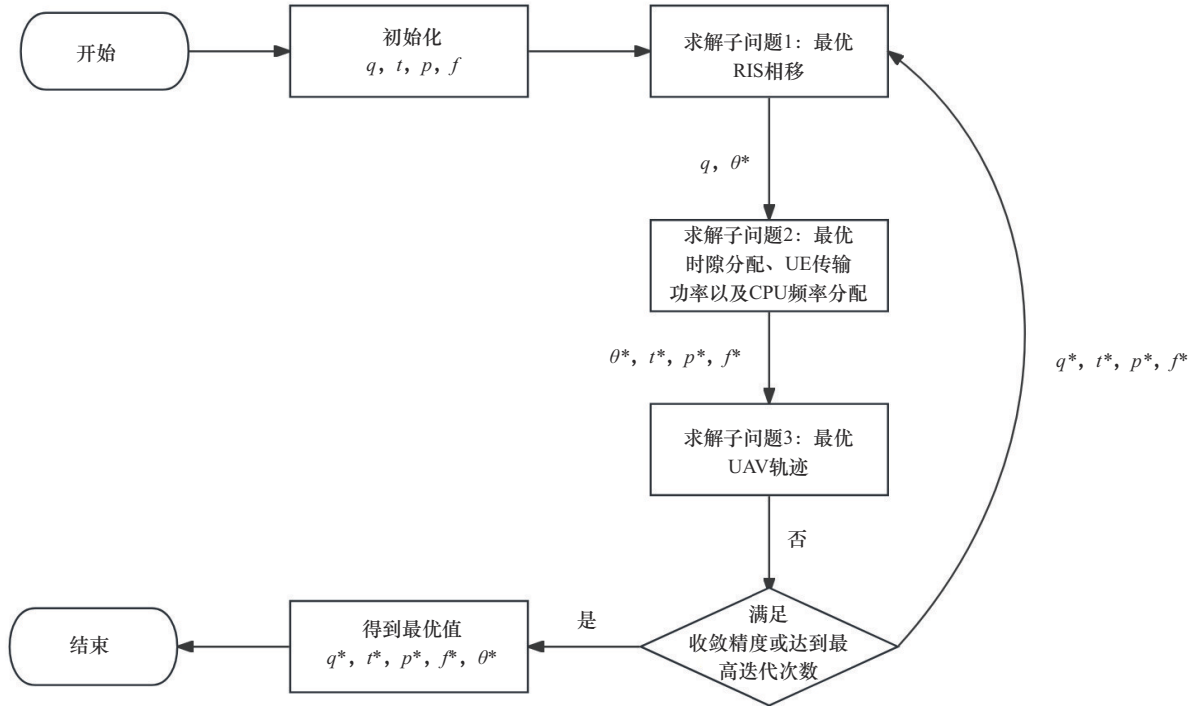 开始
初始化
q，t，p，f
求解子问题1：最优
RIS相移
q，θ*
求解子问题2：最优
时隙分配、UE传输
功率以及CPU频率分配
θ*，t*，p*，f*
q*，t*，p*，f*
求解子问题3：最优
UAV轨迹
否
满足
收敛精度或达到最
高迭代次数
是
得到最优值
q*，t*，p*，f*，θ*
结束